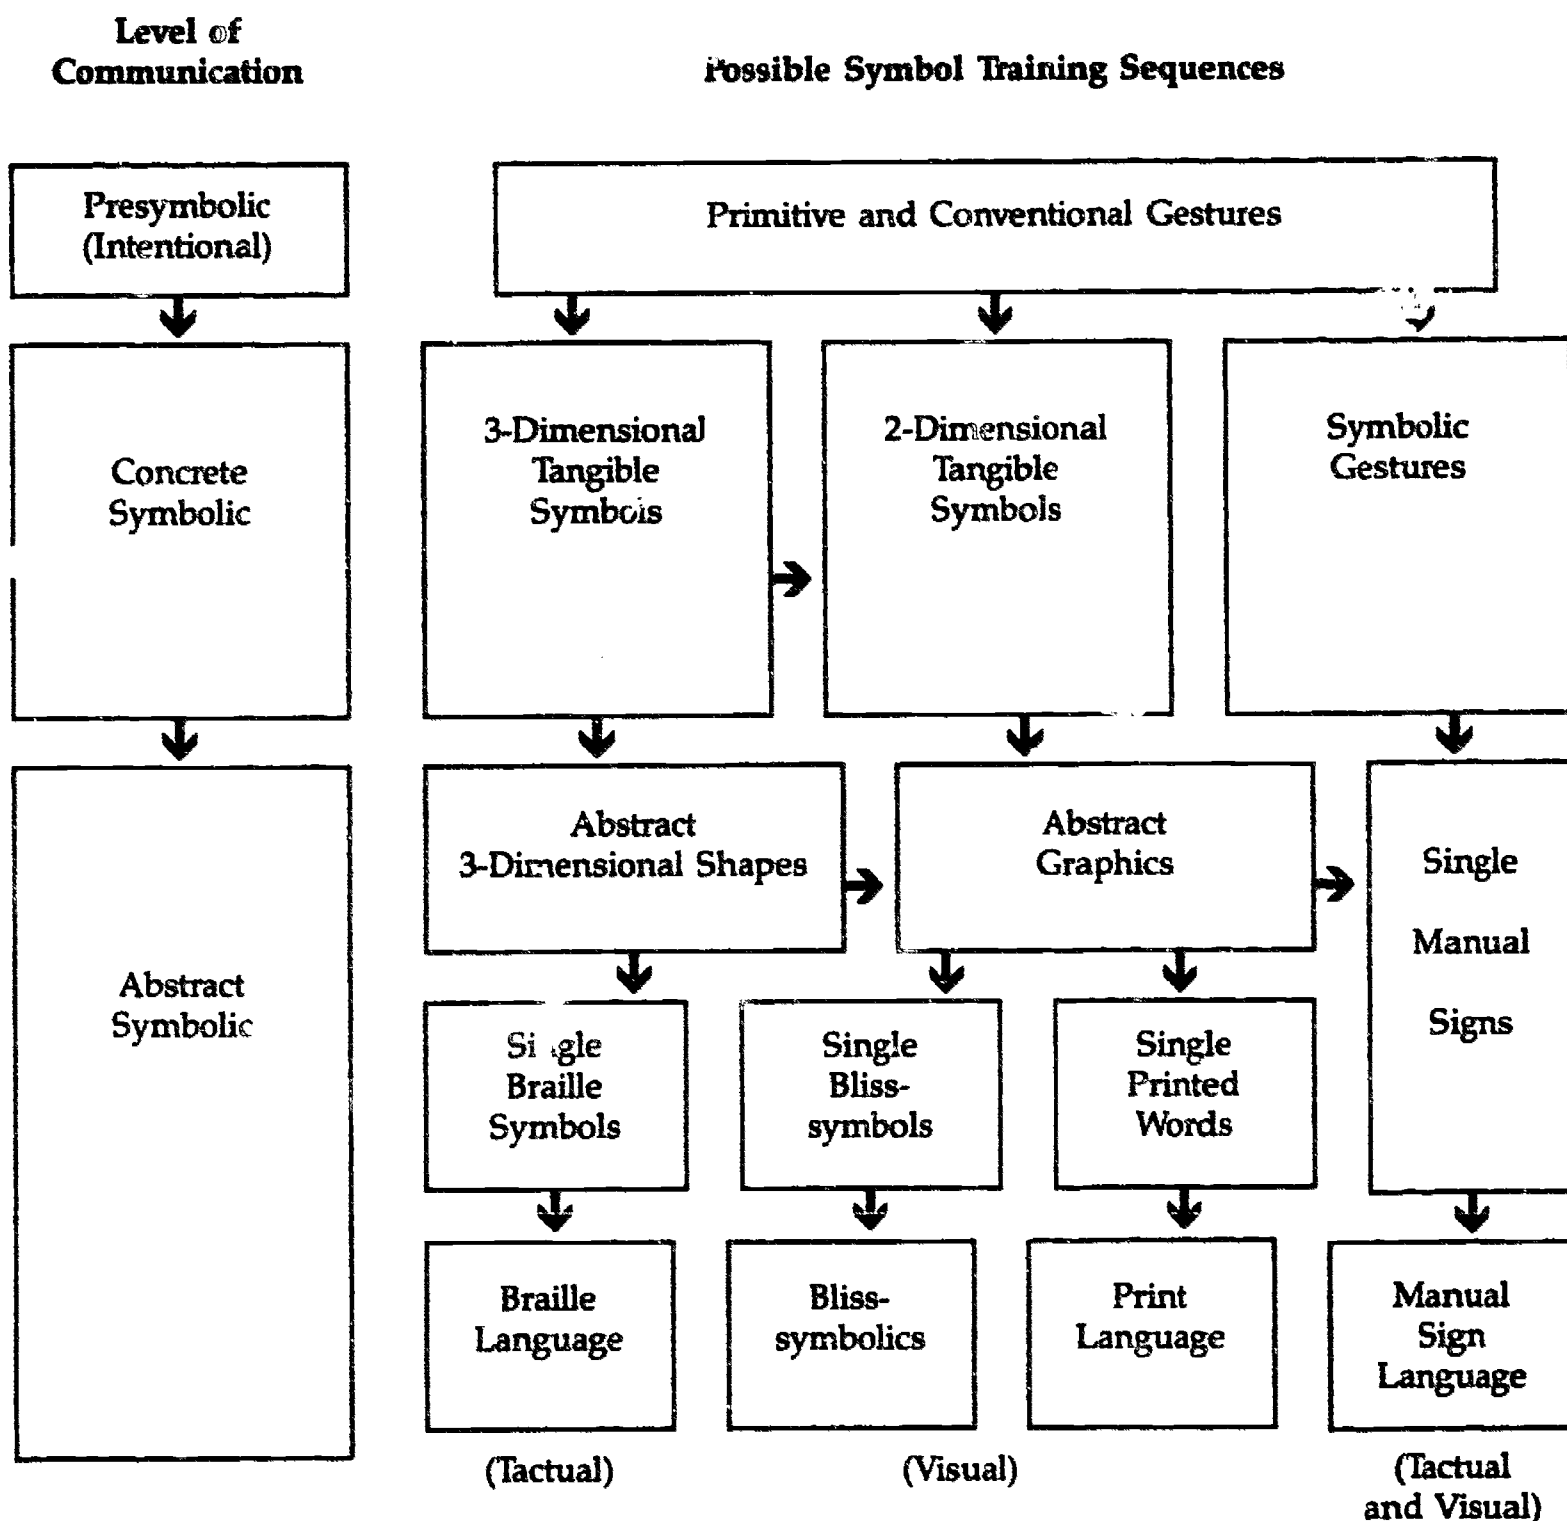 Level of
Communication
Possible Symbol Training Sequences
Presymbolic
(Intentional)
Primitive and Conventional Gestures
Concrete
Symbolic
3-Dimensional
Tangible
Symbols
2-Dimensional
Tangible
Symbols
Symbolic
Gestures
Abstract
Symbolic
Abstract
3-Dimensional Shapes
Abstract
Graphics
Single
Manual
Signs
Single
Braille
Symbols
Single
Bliss-
symbols
Single
Printed
Words
Braille
Language
Bliss-
symbolics
Print
Language
Manual
Sign
Language
(Tactual)
(Visual)
(Tactual
and Visual)